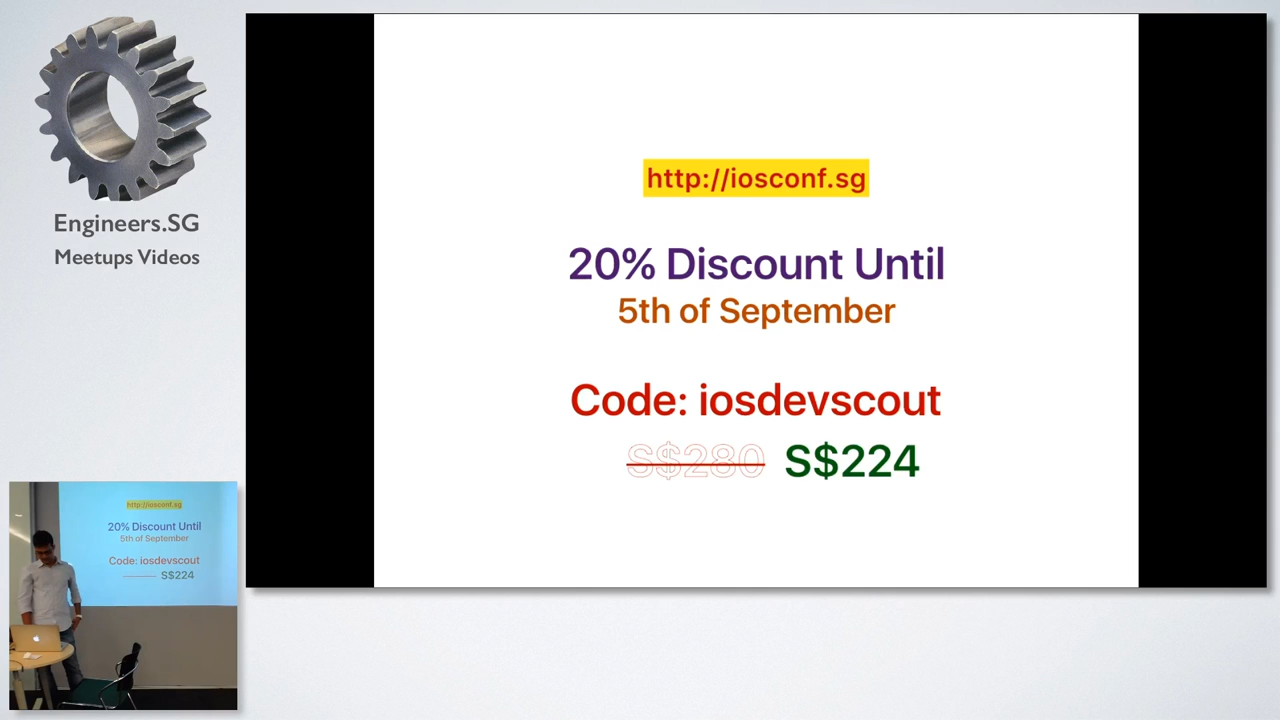 Engineers.SG
Meetups Videos
http://iosconf.sg
20% Discount Until
5th of September
Code: iosdevscout
S$280 S$224
http://iosconf.sg
20% Discount Until
5th of September
Code: iosdevscout
S$224